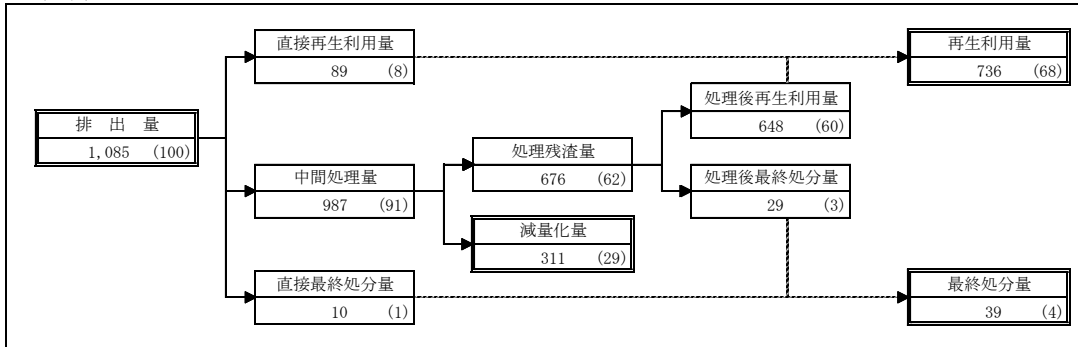 直接再生利用量
89 (8)
再生利用量
736 (68)
処理後再生利用量
648 (60)
排 出 量
1,085 (100)
処理残渣量
676 (62)
中間処理量
987 (91)
処理後最終処分量
29 (3)
減量化量
311 (29)
直接最終処分量
10 (1)
最終処分量
39 (4)